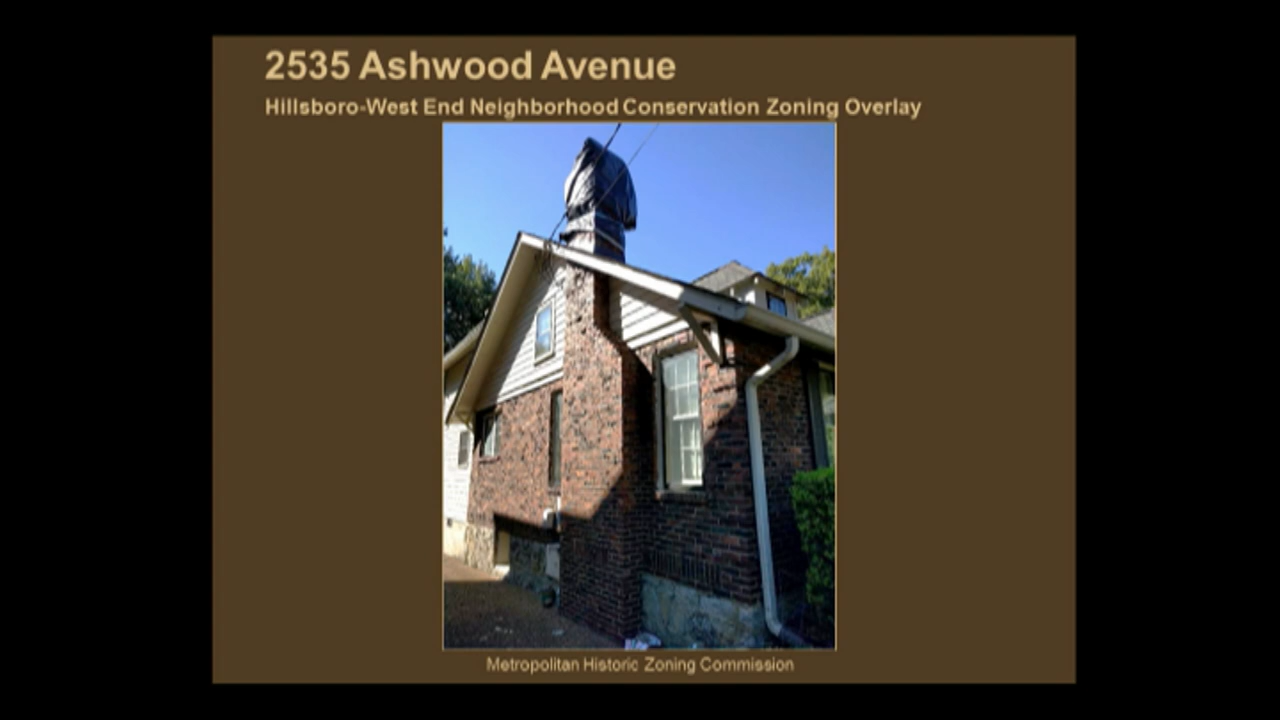 2535 Ashwood Avenue
Hillsboro-West End Neighborhood Conservation Zoning Overlay
Metropolitan Historic Zoning Commission